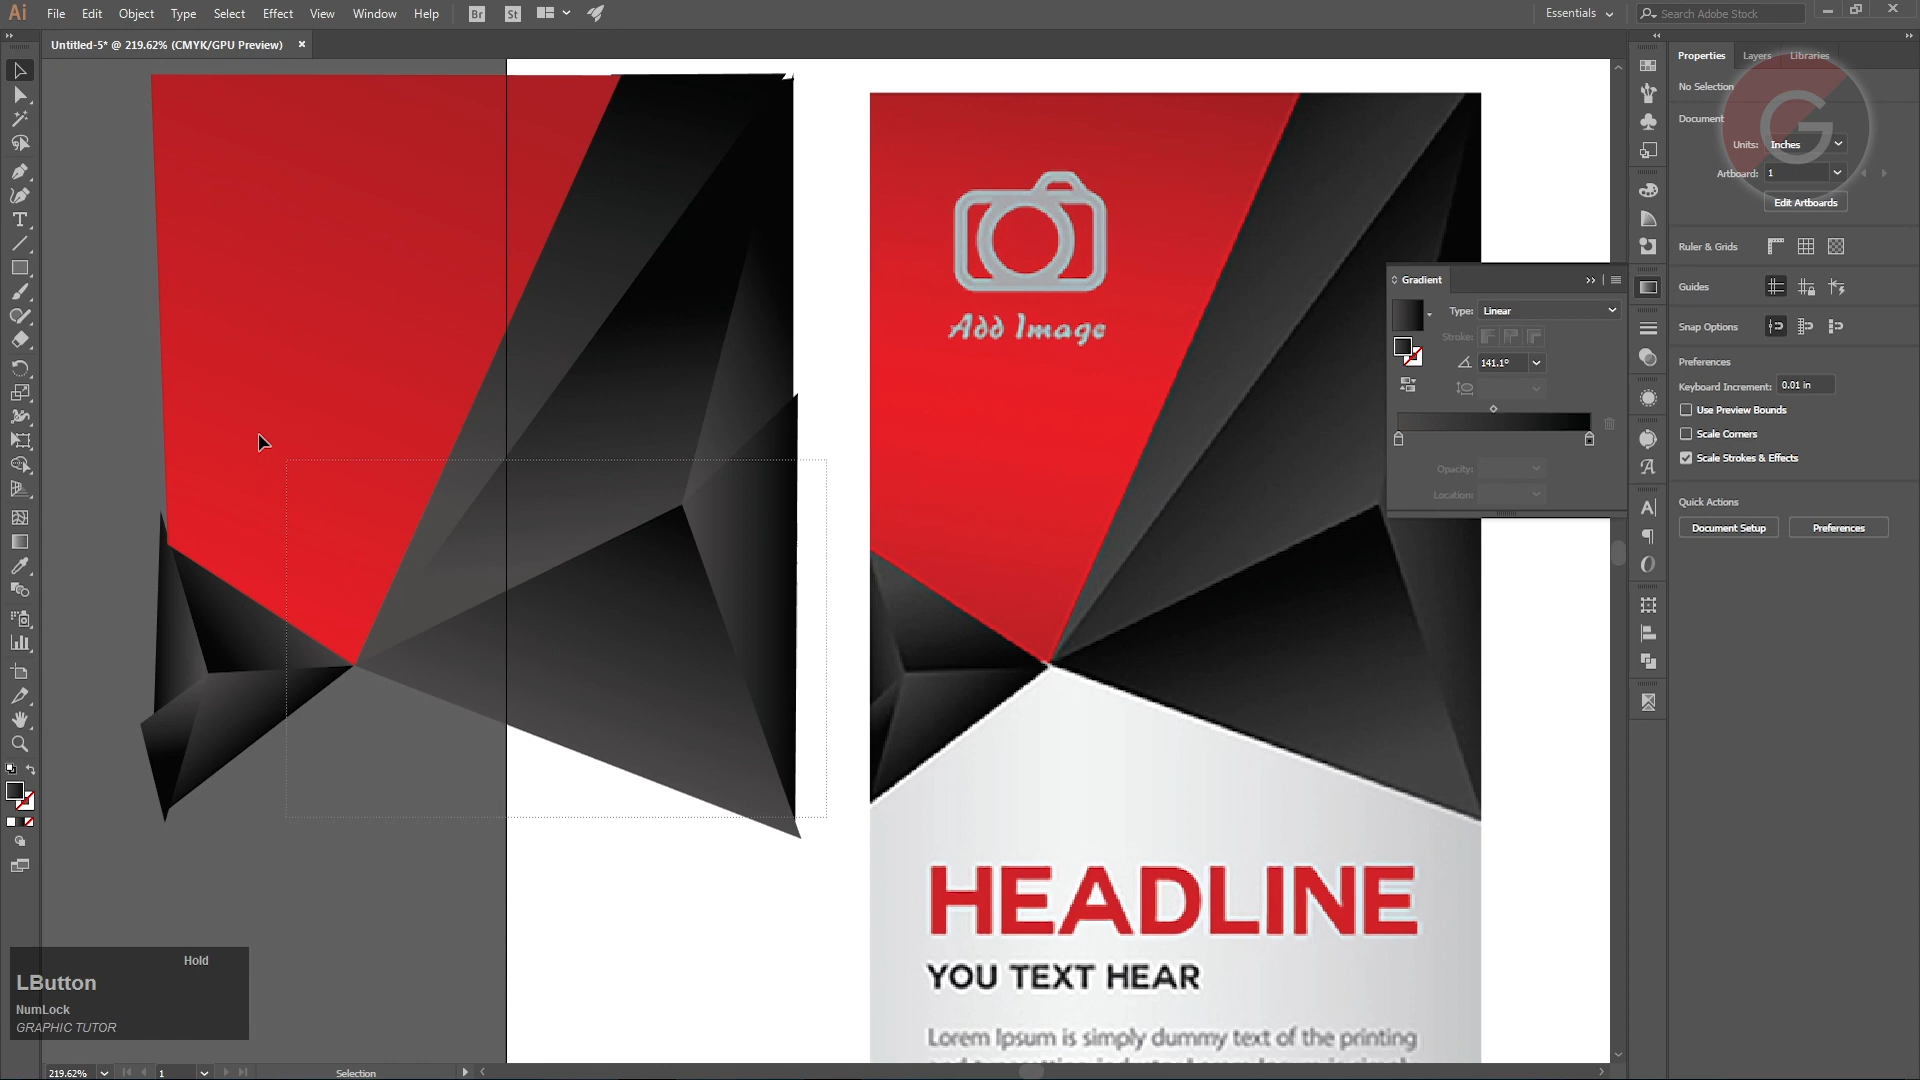 Ai File Edit Object Type Select Effect View Window Help Br St Essentials Search Adobe Stock
Untitled-5* @ 219.62% (CMYK/GPU Preview) ×
Properties Layers Libraries
No Selection
Document
Units: Inches
Artboard: 1
Edit Artboards
Ruler & Grids
Guides
Snap Options
Preferences
Keyboard Increment: 0.01 in
Use Preview Bounds
Scale Corners
Scale Strokes & Effects
Quick Actions
Document Setup Preferences
Gradient
Type: Linear
Stroke:
141.1°
Opacity:
Location:
Add Image
HEADLINE
YOU TEXT HEAR
Lorem Ipsum is simply dummy text of the printing
Hold
LButton
NumLock
GRAPHIC TUTOR
219.62% 1 Selection